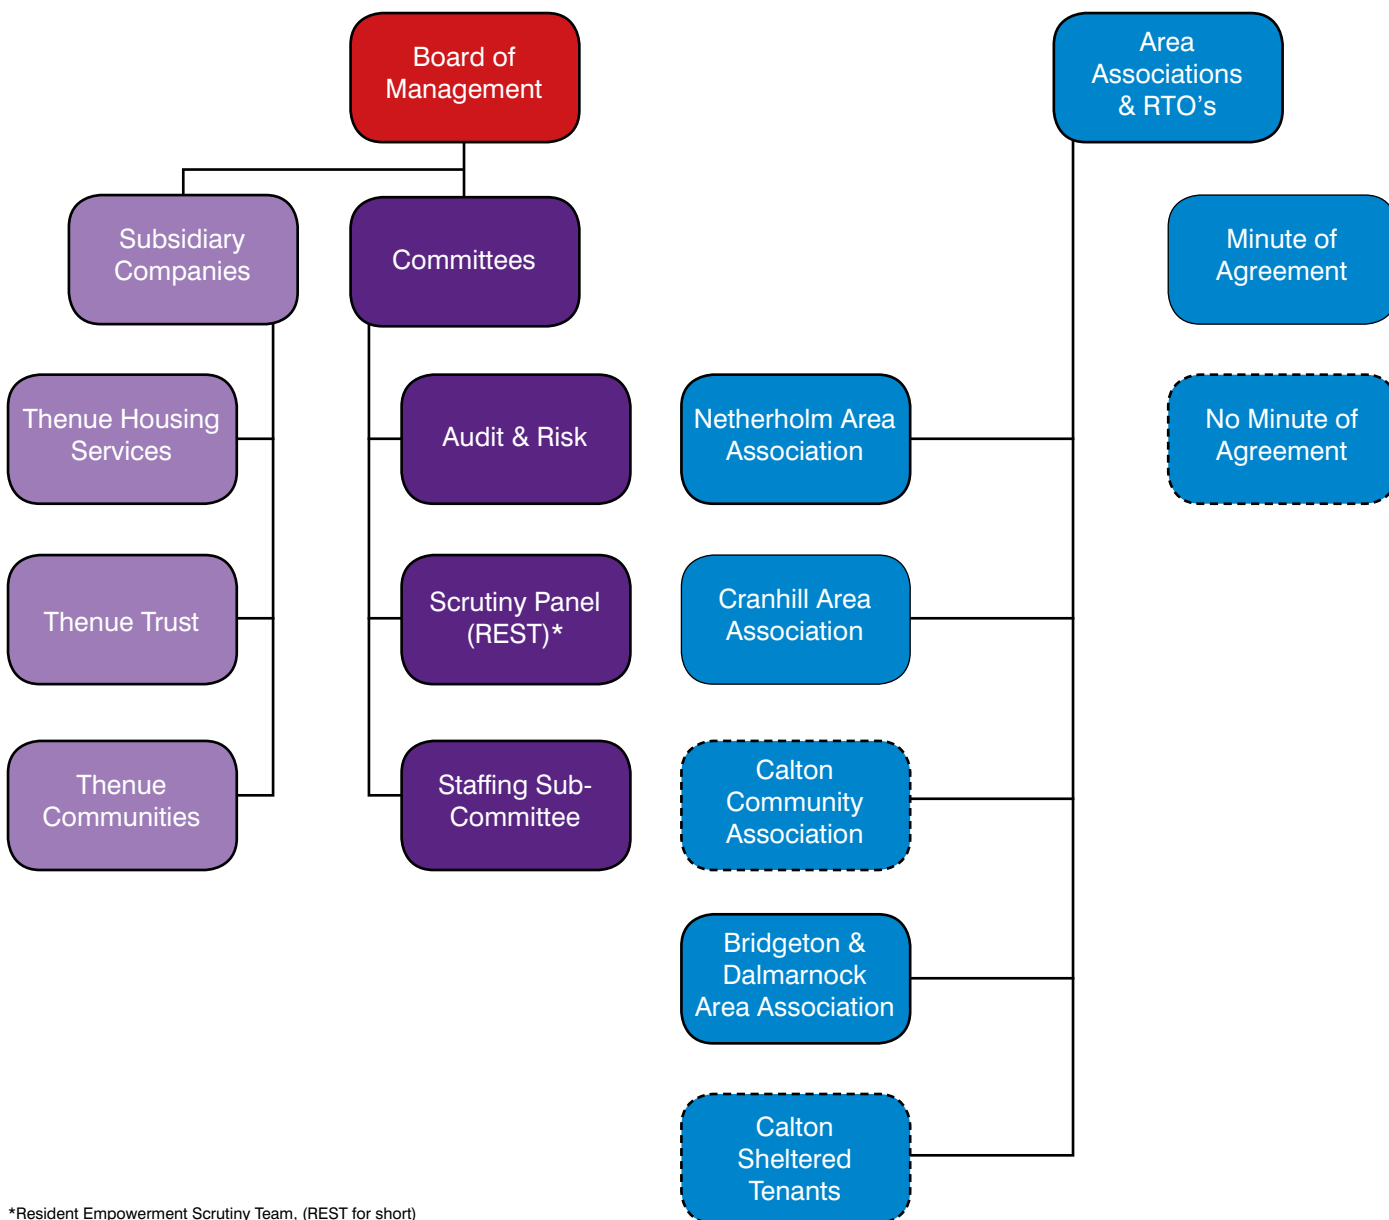 Board of
Management
Area
Associations
& RTO's
Subsidiary
Companies
Committees
Minute of
Agreement
Thenue Housing
Services
Audit & Risk
Netherholm Area
Association
No Minute of
Agreement
Thenue Trust
Scrutiny Panel
(REST)*
Cranhill Area
Association
Thenue
Communities
Staffing Sub-
Committee
Calton
Community
Association
Bridgeton &
Dalmarnock
Area Association
Calton
Sheltered
Tenants
*Resident Empowerment Scrutiny Team, (REST for short)